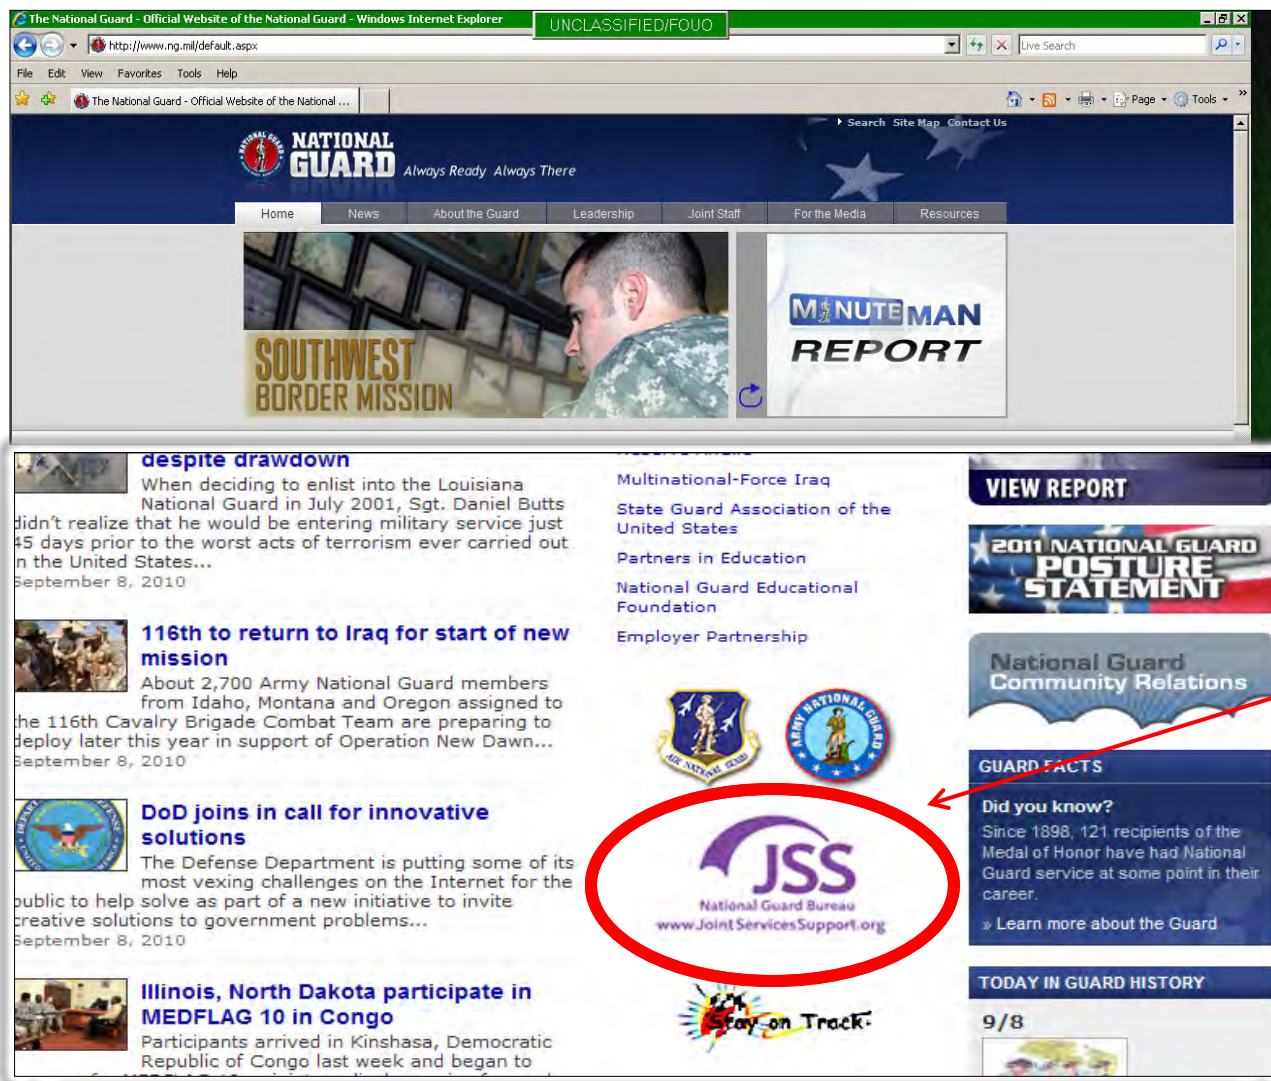 The National Guard - Official Website of the National Guard - Windows Internet Explorer
UNCLASSIFIED/FOUO
http://www.ng.mil/default.aspx
Live Search
File Edit View Favorites Tools Help
The National Guard - Official Website of the National ...
Page Tools
Search Site Map Contact Us
NATIONAL
GUARD
Always Ready Always There
Home News About the Guard Leadership Joint Staff For the Media Resources
SOUTHWEST
BORDER MISSION
MINUTEMAN
REPORT
despite drawdown
When deciding to enlist into the Louisiana
National Guard in July 2001, Sgt. Daniel Butts
didn't realize that he would be entering military service just
45 days prior to the worst acts of terrorism ever carried out
in the United States...
September 8, 2010
116th to return to Iraq for start of new
mission
About 2,700 Army National Guard members
from Idaho, Montana and Oregon assigned to
the 116th Cavalry Brigade Combat Team are preparing to
deploy later this year in support of Operation New Dawn...
September 8, 2010
DoD joins in call for innovative
solutions
The Defense Department is putting some of its
most vexing challenges on the Internet for the
public to help solve as part of a new initiative to invite
creative solutions to government problems...
September 8, 2010
Illinois, North Dakota participate in
MEDFLAG 10 in Congo
Participants arrived in Kinshasa, Democratic
Republic of Congo last week and began to
Multinational-Force Iraq
State Guard Association of the
United States
Partners in Education
National Guard Educational
Foundation
Employer Partnership
AIR NATIONAL GUARD
ARMY NATIONAL GUARD
JSS
National Guard Bureau
www.JointServicesSupport.org
Stay on Track
VIEW REPORT
2011 NATIONAL GUARD
POSTURE
STATEMENT
National Guard
Community Relations
GUARD FACTS
Did you know?
Since 1898, 121 recipients of the
Medal of Honor have had National
Guard service at some point in their
career.
» Learn more about the Guard
TODAY IN GUARD HISTORY
9/8